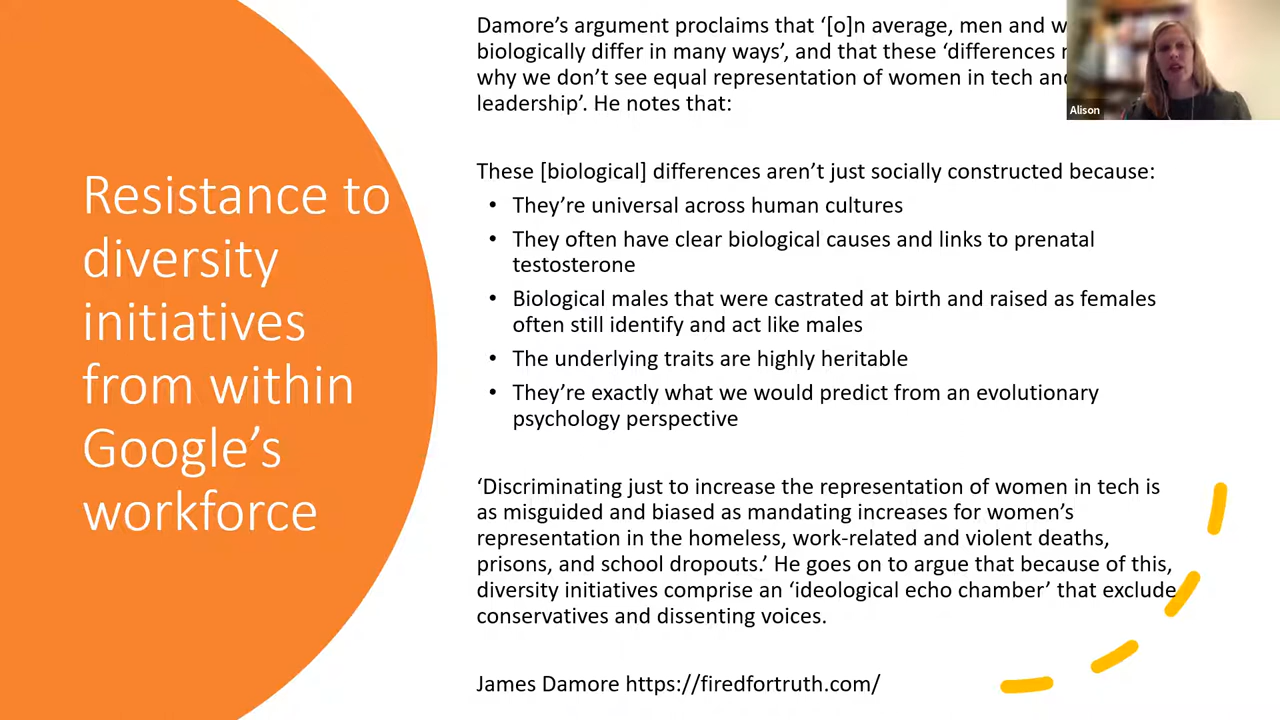 Resistance to
diversity
initiatives
from within
Google’s
workforce
Damore’s argument proclaims that ‘[o]n average, men and
biologically differ in many ways’, and that these ‘differences
why we don’t see equal representation of women in tech
leadership’. He notes that:
These [biological] differences aren’t just socially constructed because:
• They’re universal across human cultures
• They often have clear biological causes and links to prenatal
testosterone
• Biological males that were castrated at birth and raised as females
often still identify and act like males
• The underlying traits are highly heritable
• They’re exactly what we would predict from an evolutionary
psychology perspective
‘Discriminating just to increase the representation of women in tech is
as misguided and biased as mandating increases for women’s
representation in the homeless, work-related and violent deaths,
prisons, and school dropouts.’ He goes on to argue that because of this,
diversity initiatives comprise an ‘ideological echo chamber’ that exclude
conservatives and dissenting voices.
James Damore https://firedfortruth.com/
Alison